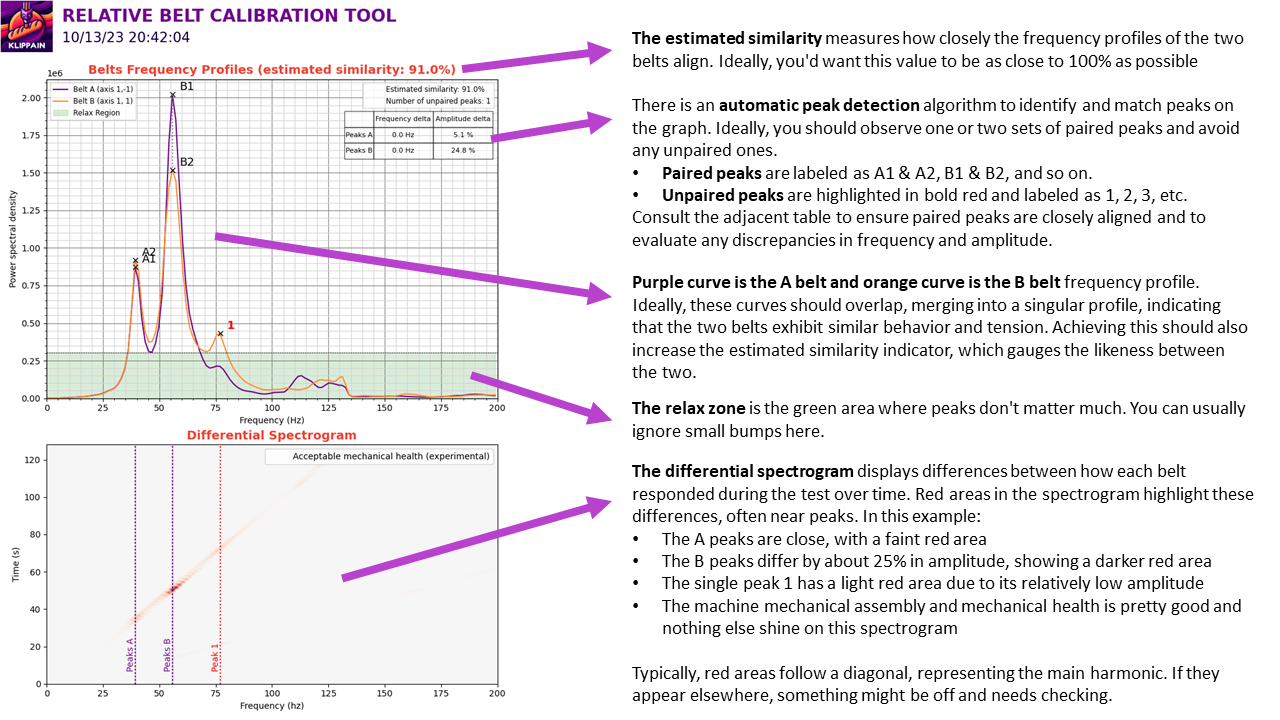 KLIPPAIN
RELATIVE BELT CALIBRATION TOOL
10/13/23 20:42:04
Belts Frequency Profiles (estimated similarity: 91.0%)
1e6
Belt A (axis 1,-1)
Belt B (axis 1, 1)
Relax Region
Estimated similarity: 91.0%
Number of unpaired peaks: 1
Frequency delta Amplitude delta
Peaks A 0.0 Hz 5.1 %
Peaks B 0.0 Hz 24.8 %
B1
B2
A2
A1
1
Power spectral density
2.00
1.75
1.50
1.25
1.00
0.75
0.50
0.25
0.00
0 25 50 75 100 125 150 175 200
Frequency (Hz)
Differential Spectrogram
Acceptable mechanical health (experimental)
Time (s)
120
100
80
60
40
20
0
Peaks A
Peaks B
Peak 1
0 25 50 75 100 125 150 175 200
Frequency (hz)
The estimated similarity measures how closely the frequency profiles of the two
belts align. Ideally, you'd want this value to be as close to 100% as possible
There is an automatic peak detection algorithm to identify and match peaks on
the graph. Ideally, you should observe one or two sets of paired peaks and avoid
any unpaired ones.
• Paired peaks are labeled as A1 & A2, B1 & B2, and so on.
• Unpaired peaks are highlighted in bold red and labeled as 1, 2, 3, etc.
Consult the adjacent table to ensure paired peaks are closely aligned and to
evaluate any discrepancies in frequency and amplitude.
Purple curve is the A belt and orange curve is the B belt frequency profile.
Ideally, these curves should overlap, merging into a singular profile, indicating
that the two belts exhibit similar behavior and tension. Achieving this should also
increase the estimated similarity indicator, which gauges the likeness between
the two.
The relax zone is the green area where peaks don't matter much. You can usually
ignore small bumps here.
The differential spectrogram displays differences between how each belt
responded during the test over time. Red areas in the spectrogram highlight these
differences, often near peaks. In this example:
• The A peaks are close, with a faint red area
• The B peaks differ by about 25% in amplitude, showing a darker red area
• The single peak 1 has a light red area due to its relatively low amplitude
• The machine mechanical assembly and mechanical health is pretty good and
nothing else shine on this spectrogram
Typically, red areas follow a diagonal, representing the main harmonic. If they
appear elsewhere, something might be off and needs checking.